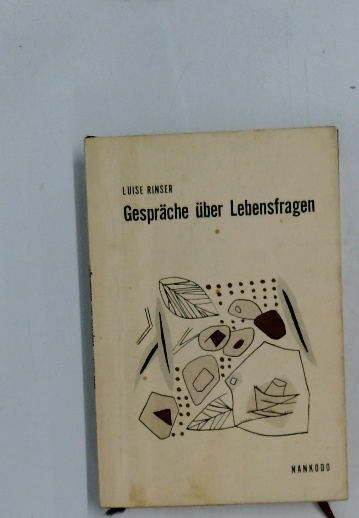 LUISE RINSER
Gespräche über Lebensfragen
NANKODO